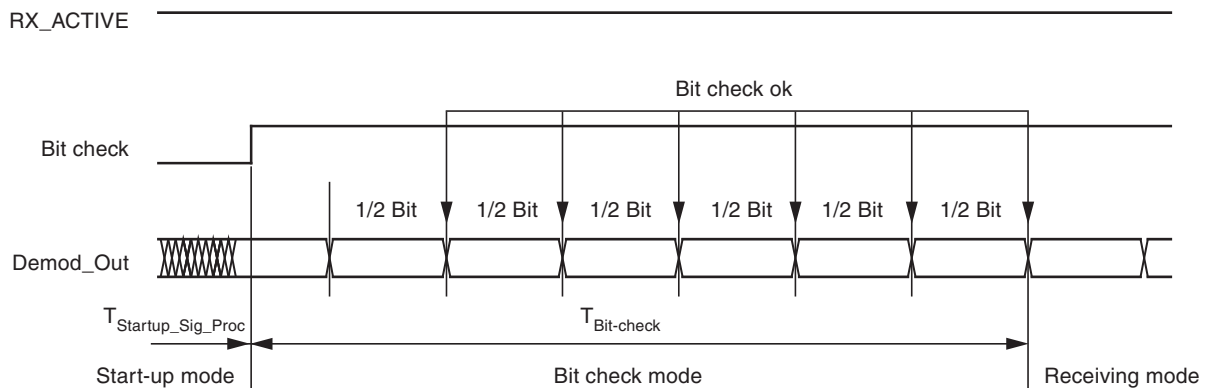 RX_ACTIVE
Bit check ok
Bit check
1/2 Bit 1/2 Bit 1/2 Bit 1/2 Bit 1/2 Bit 1/2 Bit
Demod_Out
TStartup_Sig_Proc TBit-check
Start-up mode Bit check mode Receiving mode